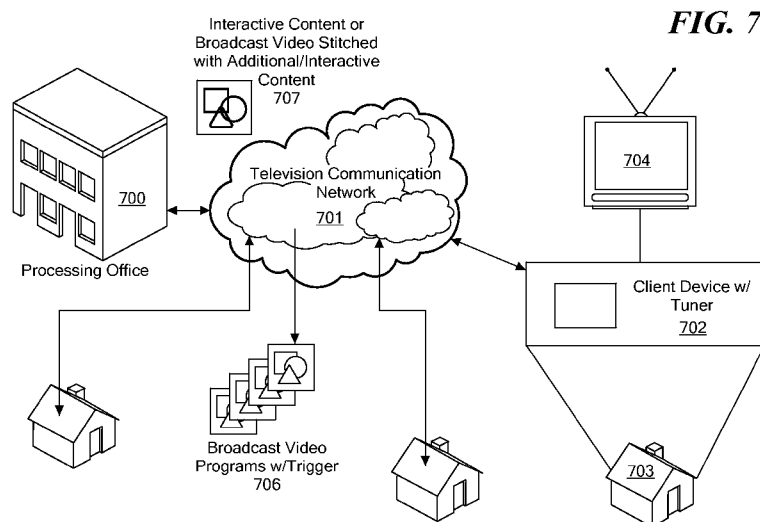 FIG. 7
Interactive Content or
Broadcast Video Stitched
with Additional/Interactive
Content
707
Television Communication
Network
701
700
Processing Office
704
Client Device w/
Tuner
702
Broadcast Video
Programs w/Trigger
706
703